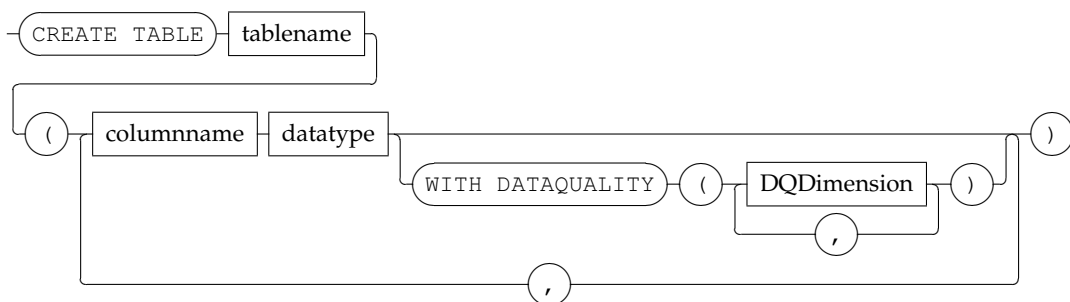 CREATE TABLE tablename
( columnname datatype )
WITH DATAQUALITY ( DQDimension )
,
,